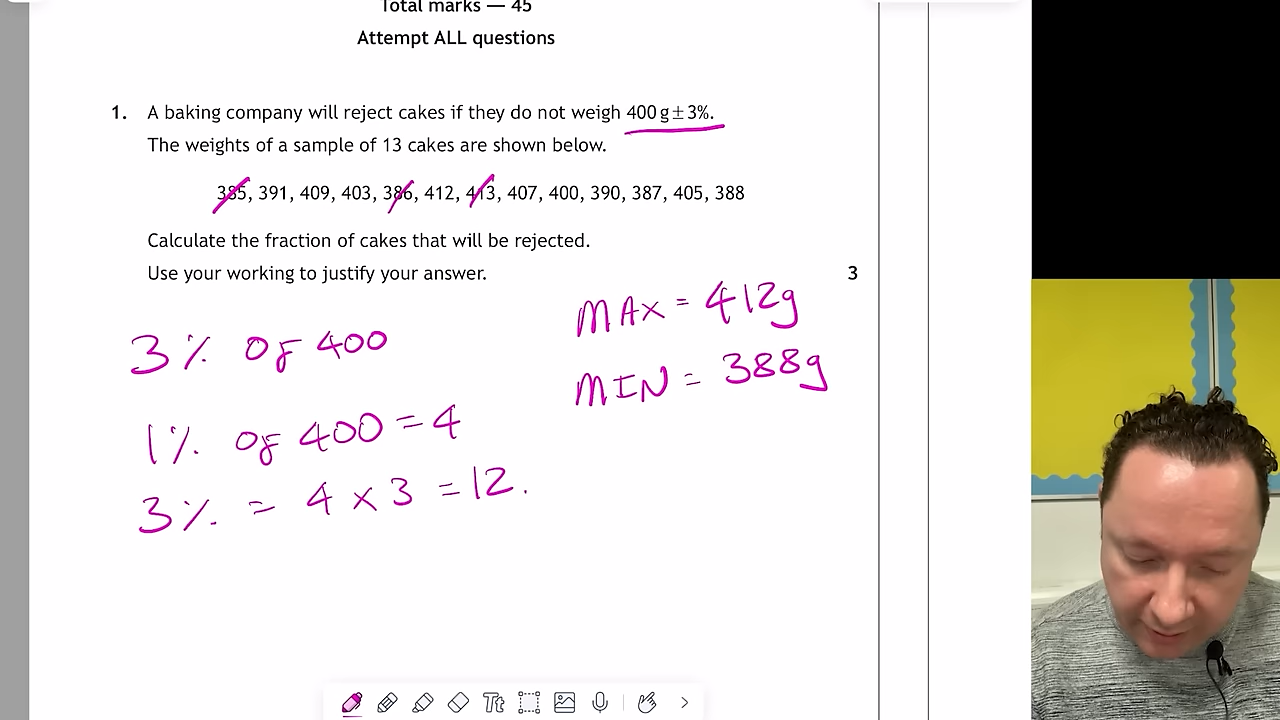 Total marks — 45
Attempt ALL questions
1. A baking company will reject cakes if they do not weigh 400 g ± 3%.
The weights of a sample of 13 cakes are shown below.
385, 391, 409, 403, 386, 412, 413, 407, 400, 390, 387, 405, 388
Calculate the fraction of cakes that will be rejected.
Use your working to justify your answer. 3
MAX = 412g
MIN = 388g
3% of 400
1% of 400 = 4
3% = 4 × 3 = 12.
Tt